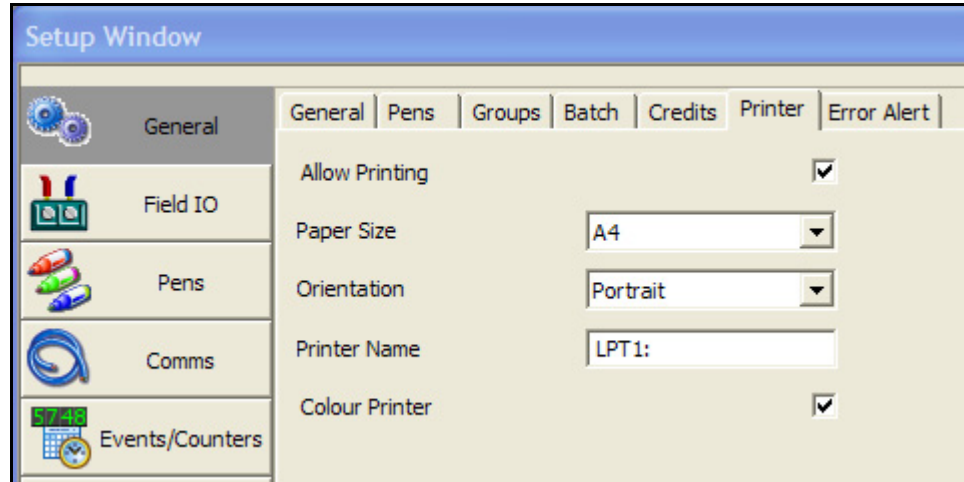 Setup Window
General
Field IO
Pens
Comms
5748
Events/Counters
General Pens Groups Batch Credits Printer Error Alert
Allow Printing
Paper Size A4
Orientation Portrait
Printer Name LPT1:
Colour Printer